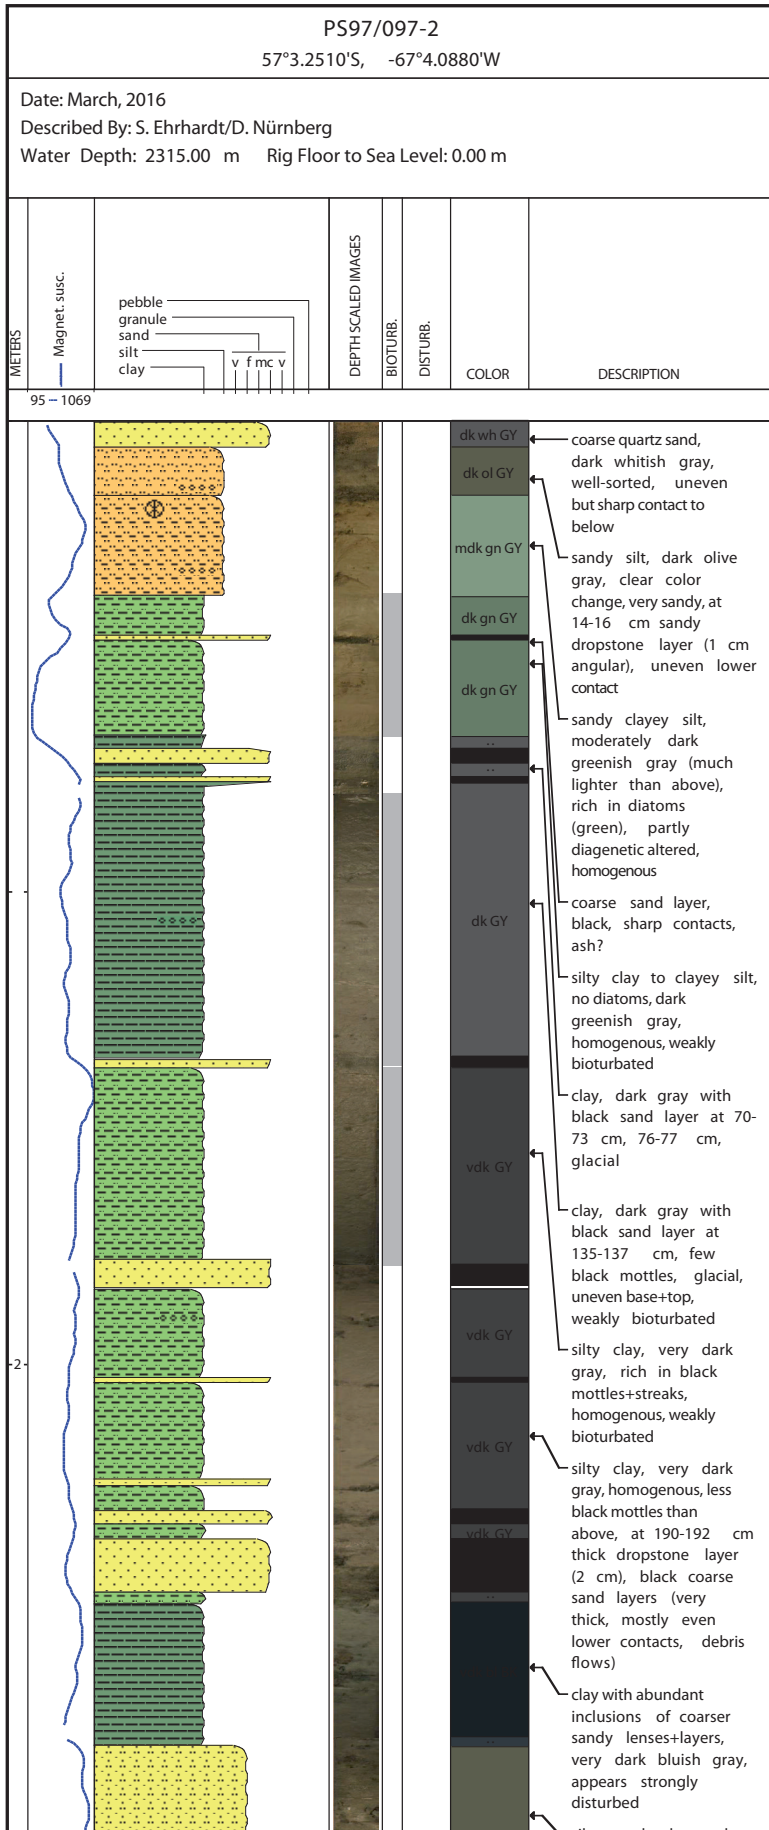 PS97/097-2
57°3.2510'S, -67°4.0880'W
Date: March, 2016
Described By: S. Ehrhardt/D. Nürnberg
Water Depth: 2315.00 m Rig Floor to Sea Level: 0.00 m
METERS
Magnet. susc.
pebble
granule
sand
silt
clay
v f mc v
DEPTH SCALED IMAGES
BIOTURB.
DISTURB.
COLOR
DESCRIPTION
95 -- 1069
dk wh GY
dk ol GY
mdk gn GY
dk gn GY
dk gn GY
dk GY
vdk GY
2
vdk GY
vdk GY
vdk GY
coarse quartz sand,
dark whitish gray,
well-sorted, uneven
but sharp contact to
below
sandy silt, dark olive
gray, clear color
change, very sandy, at
14-16 cm sandy
dropstone layer (1 cm
angular), uneven lower
contact
sandy clayey silt,
moderately dark
greenish gray (much
lighter than above),
rich in diatoms
(green), partly
diagenetic altered,
homogenous
coarse sand layer,
black, sharp contacts,
ash?
silty clay to clayey silt,
no diatoms, dark
greenish gray,
homogenous, weakly
bioturbated
clay, dark gray with
black sand layer at 70-
73 cm, 76-77 cm,
glacial
clay, dark gray with
black sand layer at
135-137 cm, few
black mottles, glacial,
uneven base+top,
weakly bioturbated
silty clay, very dark
gray, rich in black
mottles+streaks,
homogenous, weakly
bioturbated
silty clay, very dark
gray, homogenous, less
black mottles than
above, at 190-192 cm
thick dropstone layer
(2 cm), black coarse
sand layers (very
thick, mostly even
lower contacts, debris
flows)
clay with abundant
inclusions of coarser
sandy lenses+layers,
very dark bluish gray,
appears strongly
disturbed